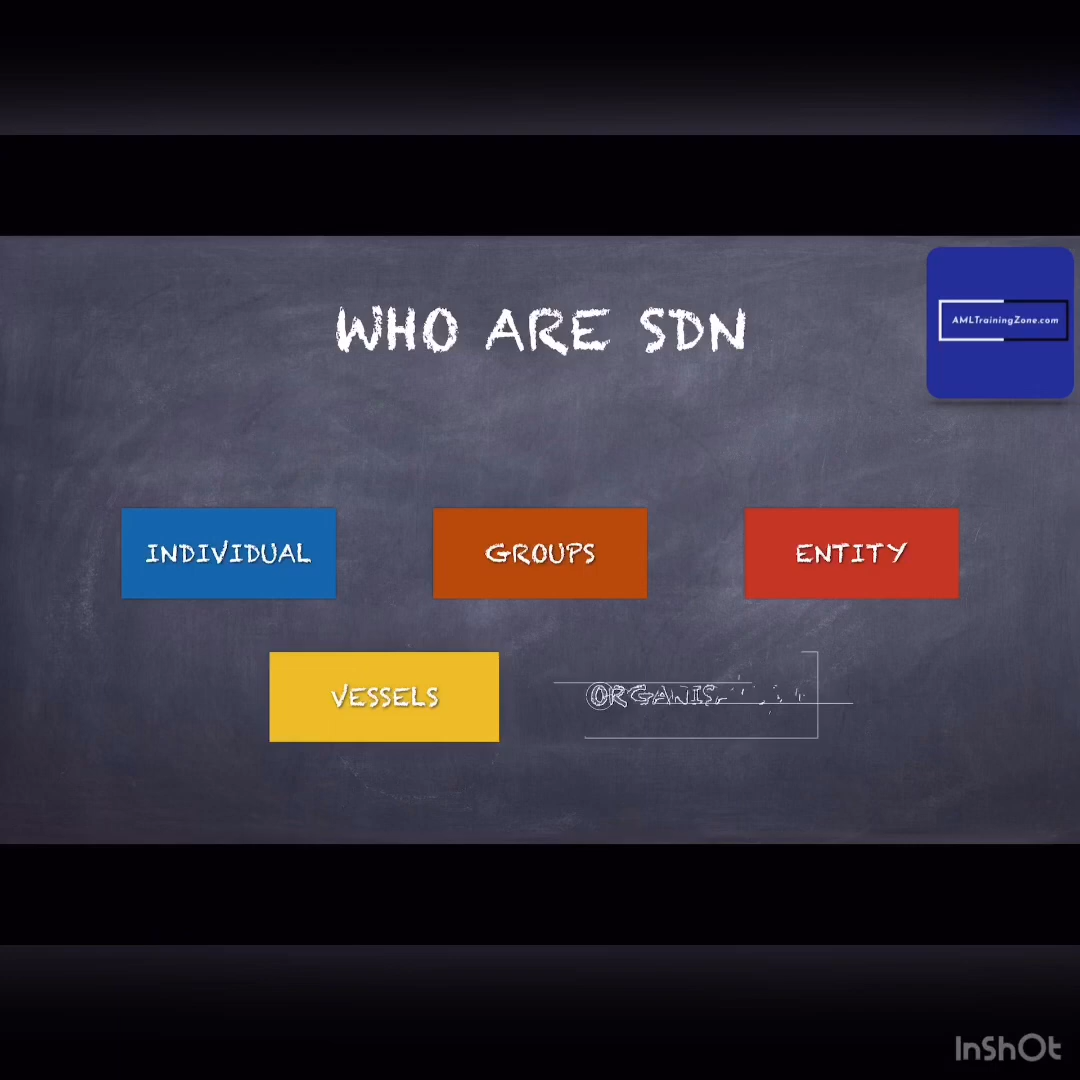 WHO ARE SDN
AMLTrainingZone.com
INDIVIDUAL
GROUPS
ENTITY
VESSELS
InShOt